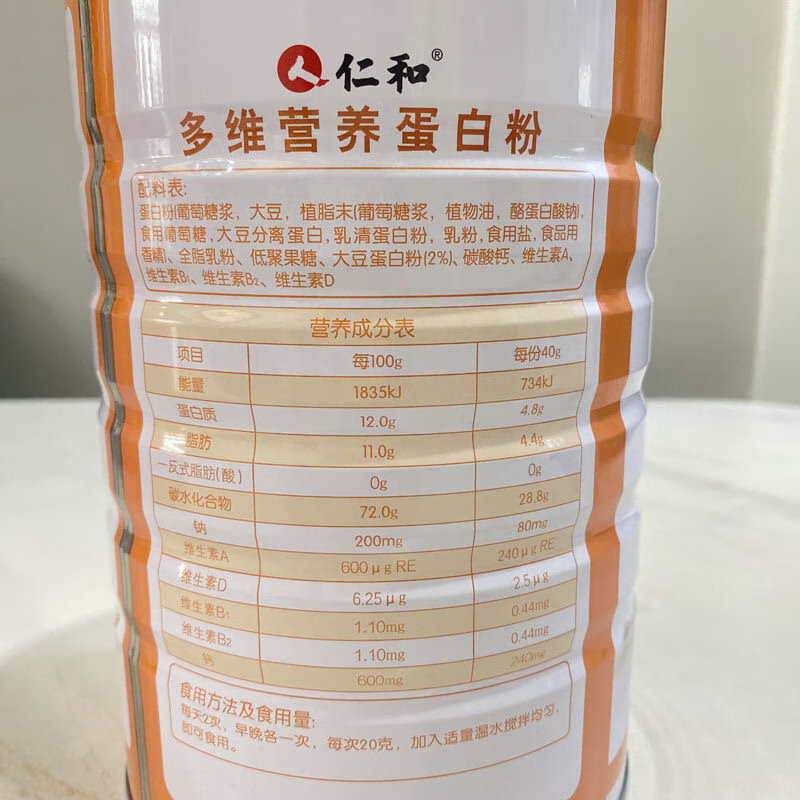 人 仁和®
多维营养蛋白粉
配料表:
蛋白粉(葡萄糖浆, 大豆, 植脂末(葡萄糖浆, 植物油, 酪蛋白酸钠),
食用葡萄糖,大豆分离蛋白,乳清蛋白粉, 乳粉, 食用盐, 食品用
香精)、全脂乳粉、低聚果糖、大豆蛋白粉(2%)、碳酸钙、维生素A、
维生素B₁、维生素B₂、维生素D
营养成分表
项目 每100g 每份40g
能量 1835kJ 734kJ
蛋白质 12.0g 4.8g
脂肪 11.0g 4.4g
一反式脂肪(酸) 0g 0g
碳水化合物 72.0g 28.8g
钠 200mg 80mg
维生素A 600μg RE 240μg RE
维生素D 6.25μg 2.5μg
维生素B₁ 1.10mg 0.44mg
维生素B₂ 1.10mg 0.44mg
钙 600mg 240mg
食用方法及食用量:
每天2次, 早晚各一次, 每次20克, 加入适量温水搅拌均匀,
即可食用。